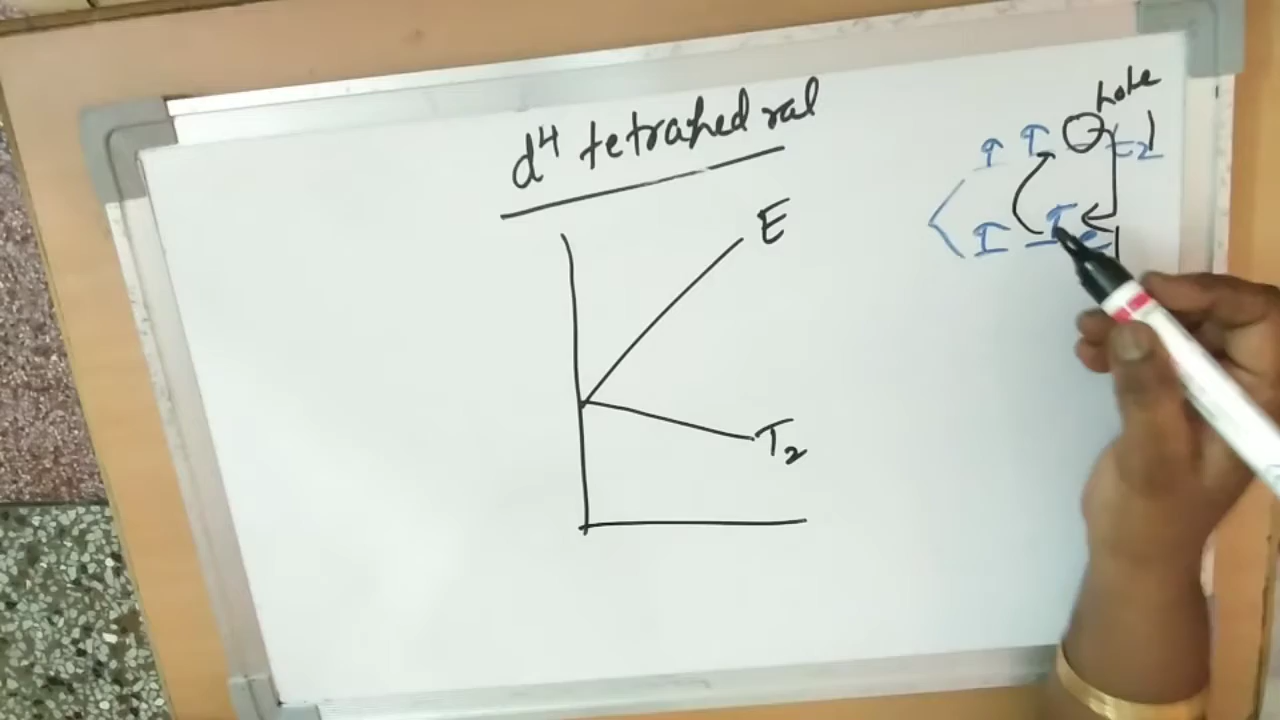 d⁴ tetrahedral
hole
↑ ↑
↑ ↑ e
E
T₂